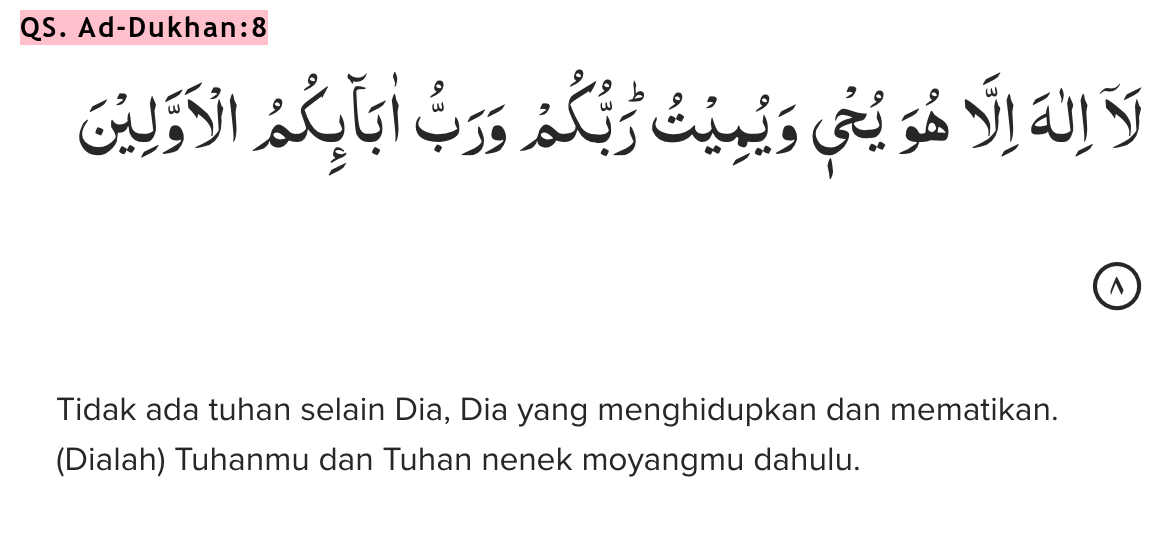 QS. Ad-Dukhan:8
لَآ اِلٰهَ اِلَّا هُوَ يُحْيٖ وَيُمِيْتُ ۗرَبُّكُمْ وَرَبُّ اٰبَاۤىِٕكُمُ الْاَوَّلِيْنَ
٨
Tidak ada tuhan selain Dia, Dia yang menghidupkan dan mematikan.
(Dialah) Tuhanmu dan Tuhan nenek moyangmu dahulu.